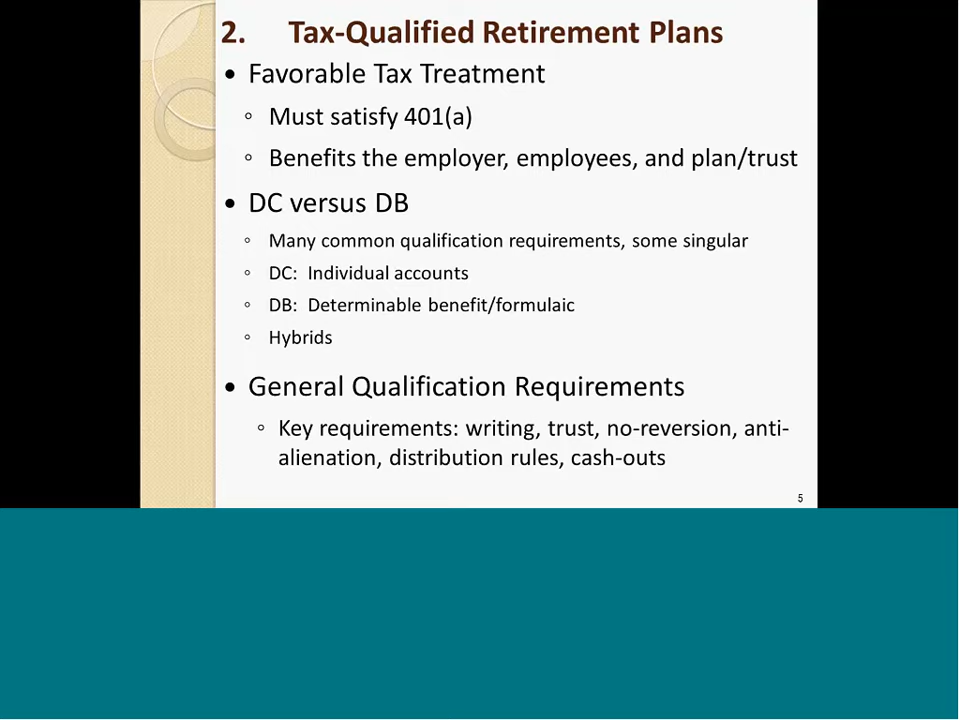 2. Tax-Qualified Retirement Plans
• Favorable Tax Treatment
◦ Must satisfy 401(a)
◦ Benefits the employer, employees, and plan/trust
• DC versus DB
◦ Many common qualification requirements, some singular
◦ DC: Individual accounts
◦ DB: Determinable benefit/formulaic
◦ Hybrids
• General Qualification Requirements
◦ Key requirements: writing, trust, no-reversion, anti-
alienation, distribution rules, cash-outs
5